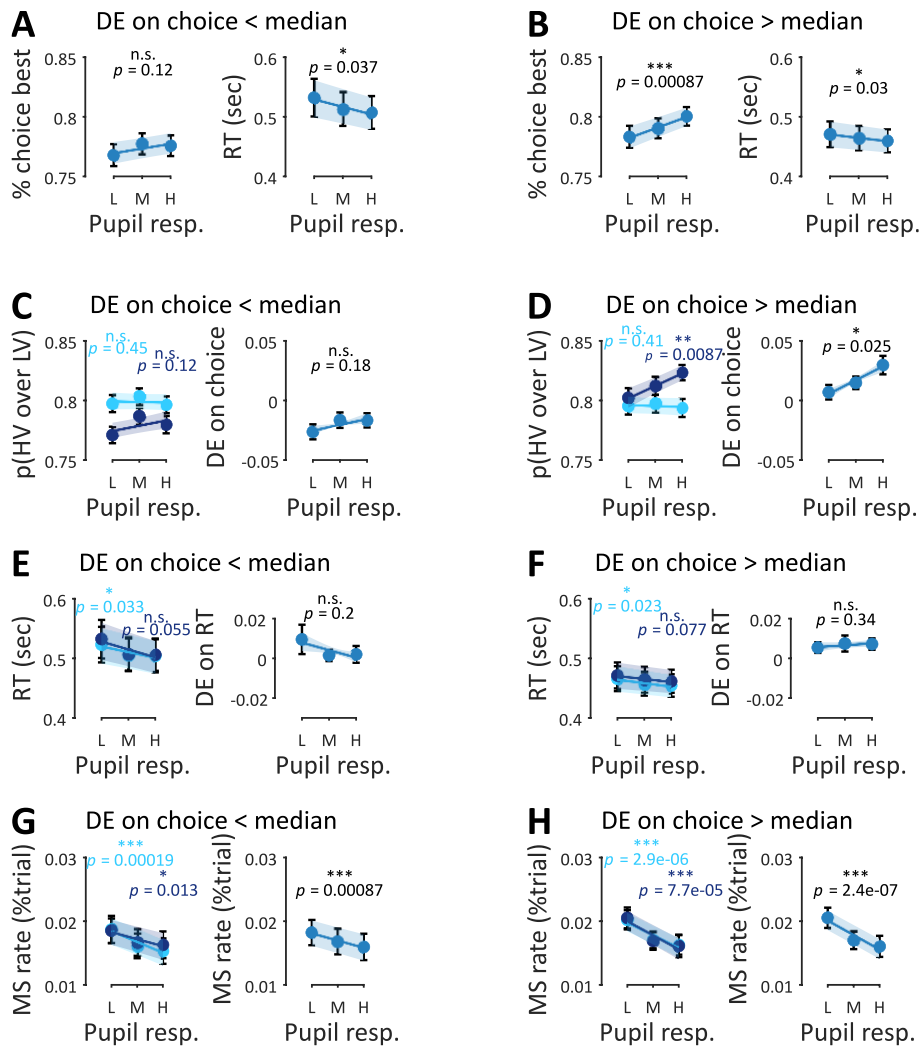 A
DE on choice < median
% choice best
0.85
0.8
0.75
n.s.
p = 0.12
L M H
Pupil resp.
RT (sec)
0.6
0.5
0.4
*
p = 0.037
L M H
Pupil resp.
B
DE on choice > median
% choice best
0.85
0.8
0.75
***
p = 0.00087
L M H
Pupil resp.
RT (sec)
0.6
0.5
0.4
*
p = 0.03
L M H
Pupil resp.
C
DE on choice < median
p(HV over LV)
0.85
0.8
0.75
n.s.
p = 0.45
n.s.
p = 0.12
L M H
Pupil resp.
DE on choice
0.05
0
-0.05
n.s.
p = 0.18
L M H
Pupil resp.
D
DE on choice > median
p(HV over LV)
0.85
0.8
0.75
n.s.
p = 0.41
**
p = 0.0087
L M H
Pupil resp.
DE on choice
0.05
0
-0.05
*
p = 0.025
L M H
Pupil resp.
E
DE on choice < median
RT (sec)
0.6
0.5
0.4
*
p = 0.033
n.s.
p = 0.055
L M H
Pupil resp.
DE on RT
0.02
0
-0.02
n.s.
p = 0.2
L M H
Pupil resp.
F
DE on choice > median
RT (sec)
0.6
0.5
0.4
*
p = 0.023
n.s.
p = 0.077
L M H
Pupil resp.
DE on RT
0.02
0
-0.02
n.s.
p = 0.34
L M H
Pupil resp.
G
DE on choice < median
MS rate (%trial)
0.03
0.02
0.01
***
p = 0.00019
*
p = 0.013
L M H
Pupil resp.
MS rate (%trial)
0.03
0.02
0.01
***
p = 0.00087
L M H
Pupil resp.
H
DE on choice > median
MS rate (%trial)
0.03
0.02
0.01
***
p = 2.9e-06
***
p = 7.7e-05
L M H
Pupil resp.
MS rate (%trial)
0.03
0.02
0.01
***
p = 2.4e-07
L M H
Pupil resp.